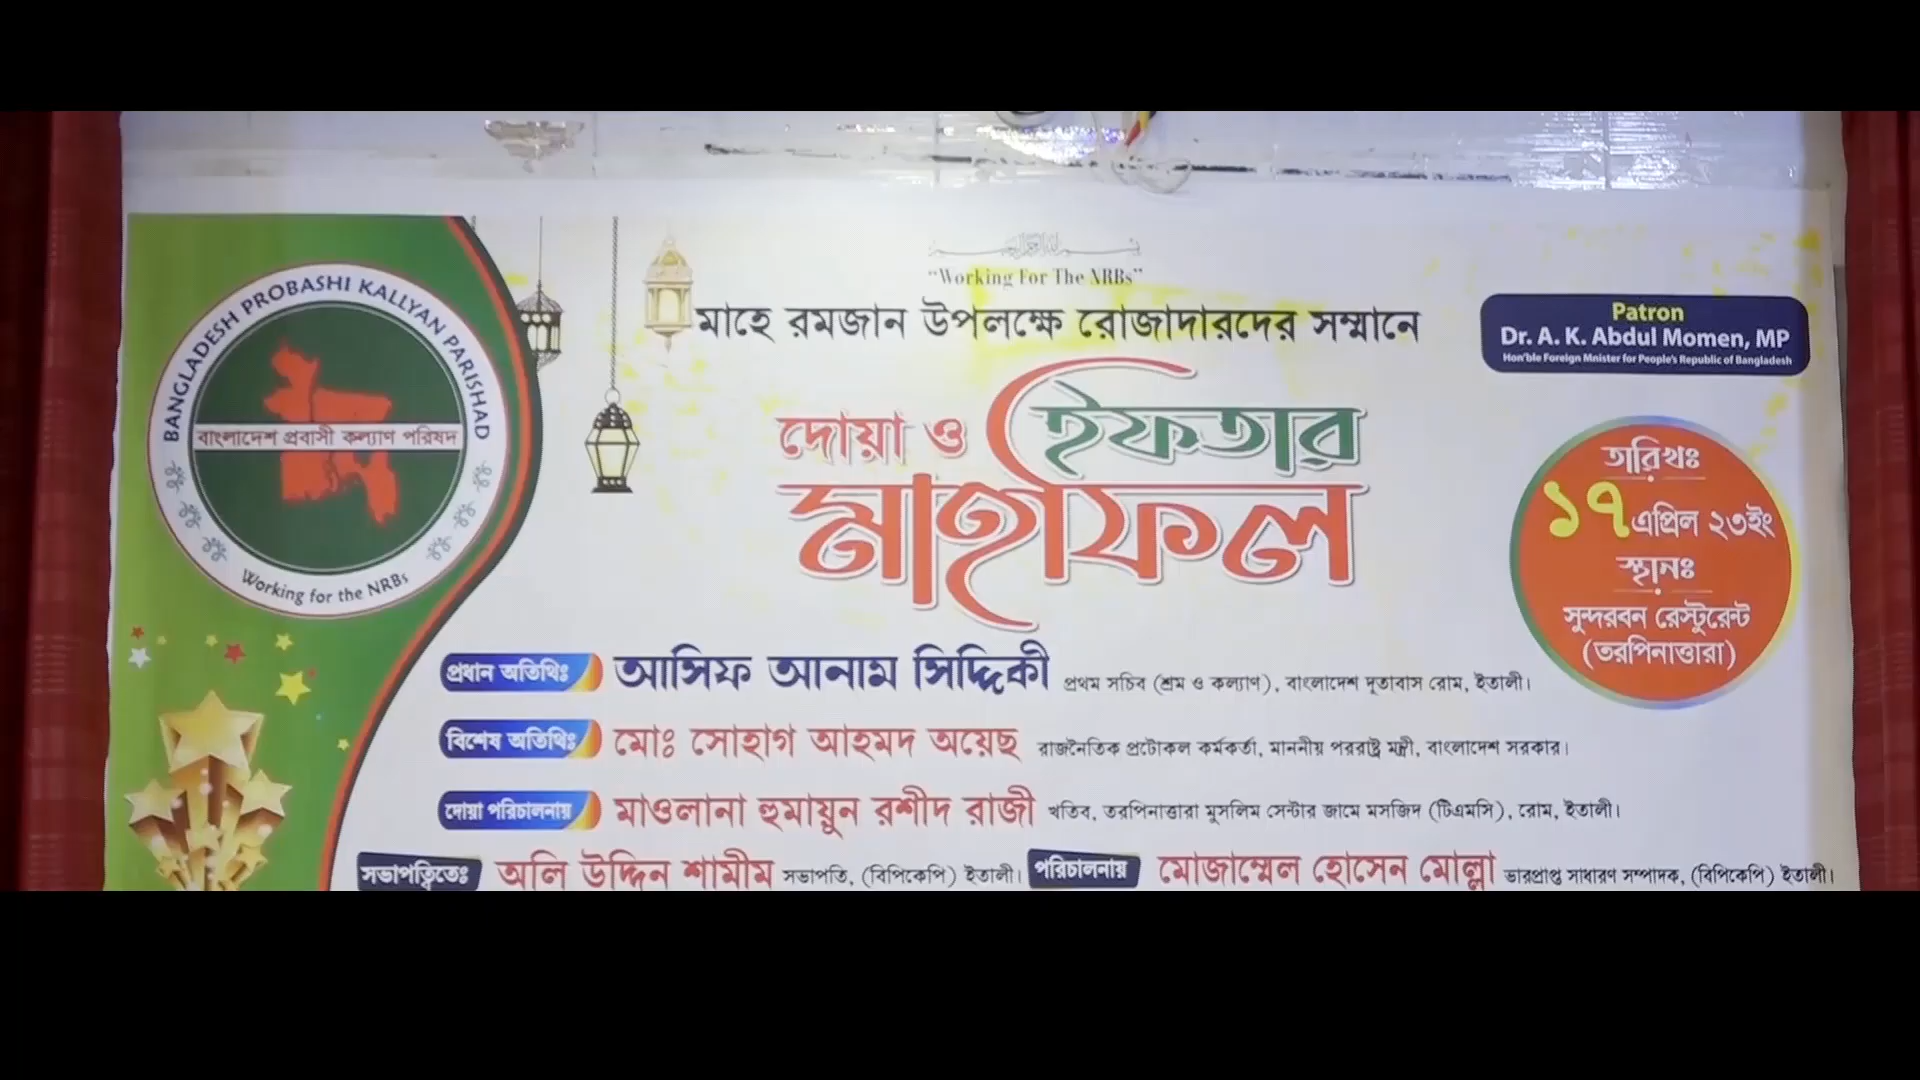 BANGLADESH PROBASHI KALLYAN PARISHAD
বাংলাদেশ প্রবাসী কল্যাণ পরিষদ
Working for the NRBs
“Working For The NRBs”
মাহে রমজান উপলক্ষে রোজাদারদের সম্মানে
দোয়া ও ইফতার
মাহফিল
Patron
Dr. A. K. Abdul Momen, MP
Hon'ble Foreign Mnister for People's Republic of Bangladesh
তারিখঃ
১৭ এপ্রিল ২৩ইং
স্থানঃ
সুন্দরবন রেস্টুরেন্ট
(তরপিনাত্তারা)
প্রধান অতিথিঃ আসিফ আনাম সিদ্দিকী প্রথম সচিব (শ্রম ও কল্যাণ), বাংলাদেশ দূতাবাস রোম, ইতালী।
বিশেষ অতিথিঃ মোঃ সোহাগ আহমদ অয়েছ রাজনৈতিক প্রটোকল কর্মকর্তা, মাননীয় পররাষ্ট্র মন্ত্রী, বাংলাদেশ সরকার।
দোয়া পরিচালনায় মাওলানা হুমায়ুন রশীদ রাজী খতিব, তরপিনাত্তারা মুসলিম সেন্টার জামে মসজিদ (টিএমসি), রোম, ইতালী।
সভাপত্বিতেঃ অলি উদ্দিন শামীম সভাপতি, (বিপিকেপি) ইতালী। পরিচালনায় মোজাম্মেল হোসেন মোল্লা ভারপ্রাপ্ত সাধারণ সম্পাদক, (বিপিকেপি) ইতালী।